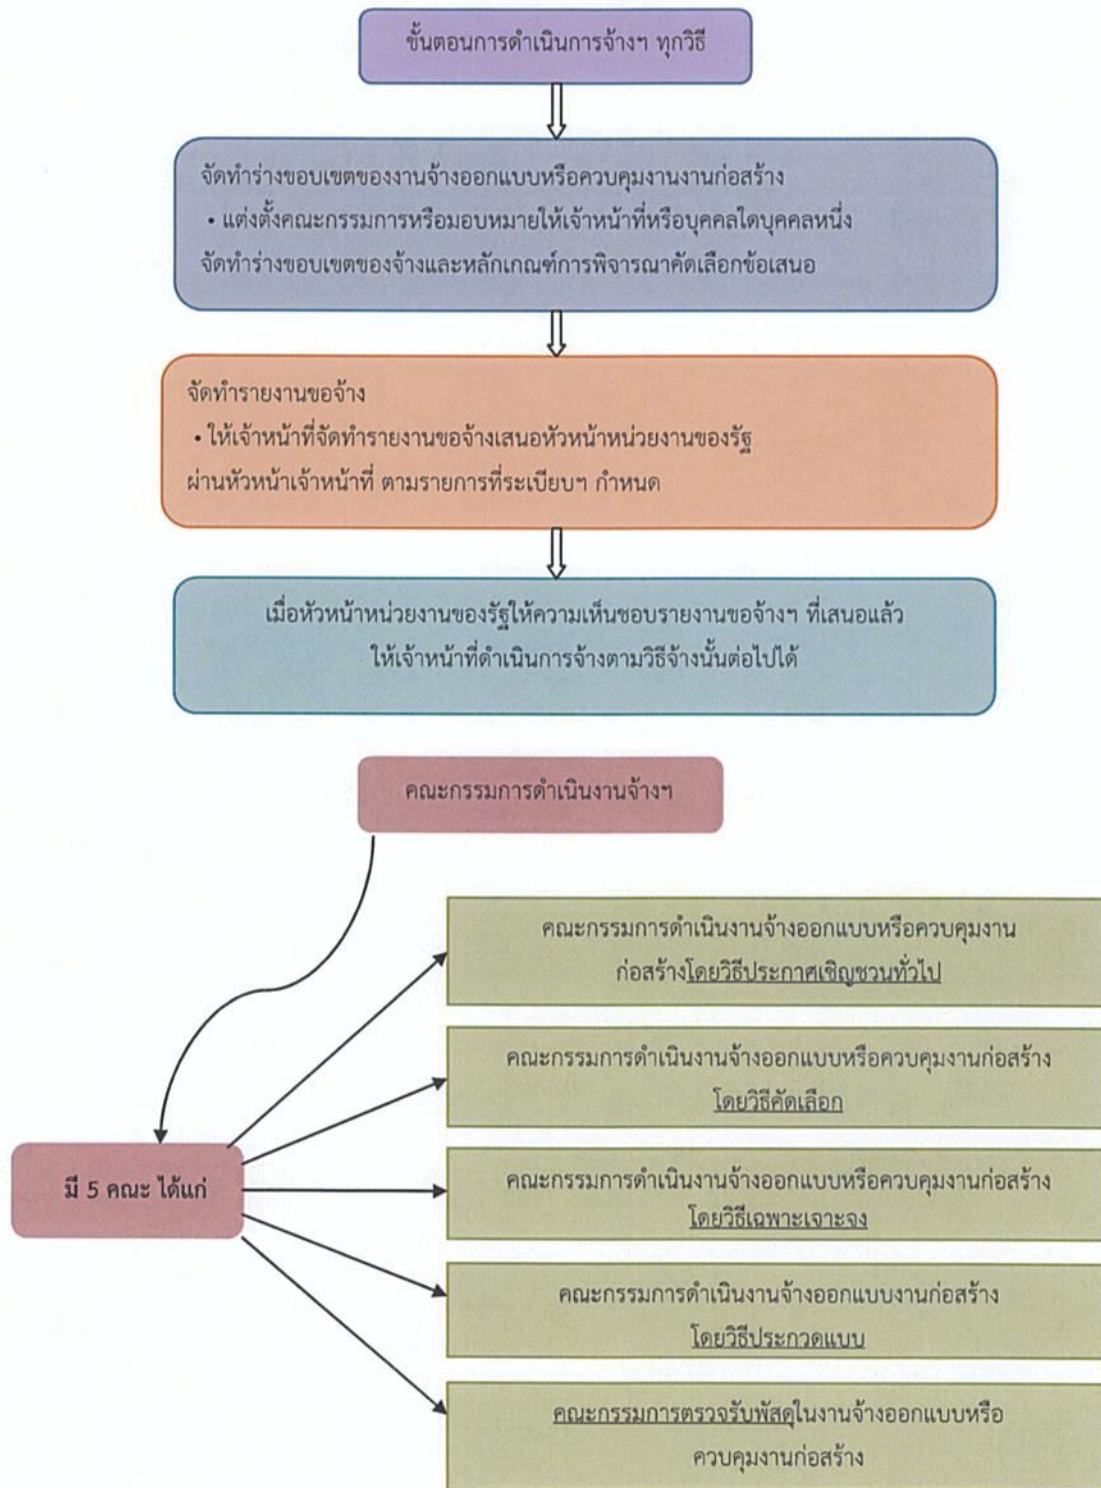 ขั้นตอนการดำเนินการจ้างฯ ทุกวิธี
จัดทำร่างขอบเขตของงานจ้างออกแบบหรือควบคุมงานงานก่อสร้าง
• แต่งตั้งคณะกรรมการหรือมอบหมายให้เจ้าหน้าที่หรือบุคคลใดบุคคลหนึ่ง
จัดทำร่างขอบเขตของจ้างและหลักเกณฑ์การพิจารณาคัดเลือกข้อเสนอ
จัดทำรายงานขอจ้าง
• ให้เจ้าหน้าที่จัดทำรายงานขอจ้างเสนอหัวหน้าหน่วยงานของรัฐ
ผ่านหัวหน้าเจ้าหน้าที่ ตามรายการที่ระเบียบฯ กำหนด
เมื่อหัวหน้าหน่วยงานของรัฐให้ความเห็นชอบรายงานขอจ้างฯ ที่เสนอแล้ว
ให้เจ้าหน้าที่ดำเนินการจ้างตามวิธีจ้างนั้นต่อไปได้
คณะกรรมการดำเนินงานจ้างฯ
มี 5 คณะ ได้แก่
คณะกรรมการดำเนินงานจ้างออกแบบหรือควบคุมงาน
ก่อสร้างโดยวิธีประกาศเชิญชวนทั่วไป
คณะกรรมการดำเนินงานจ้างออกแบบหรือควบคุมงานก่อสร้าง
โดยวิธีคัดเลือก
คณะกรรมการดำเนินงานจ้างออกแบบหรือควบคุมงานก่อสร้าง
โดยวิธีเฉพาะเจาะจง
คณะกรรมการดำเนินงานจ้างออกแบบงานก่อสร้าง
โดยวิธีประกวดแบบ
คณะกรรมการตรวจรับพัสดุในงานจ้างออกแบบหรือ
ควบคุมงานก่อสร้าง